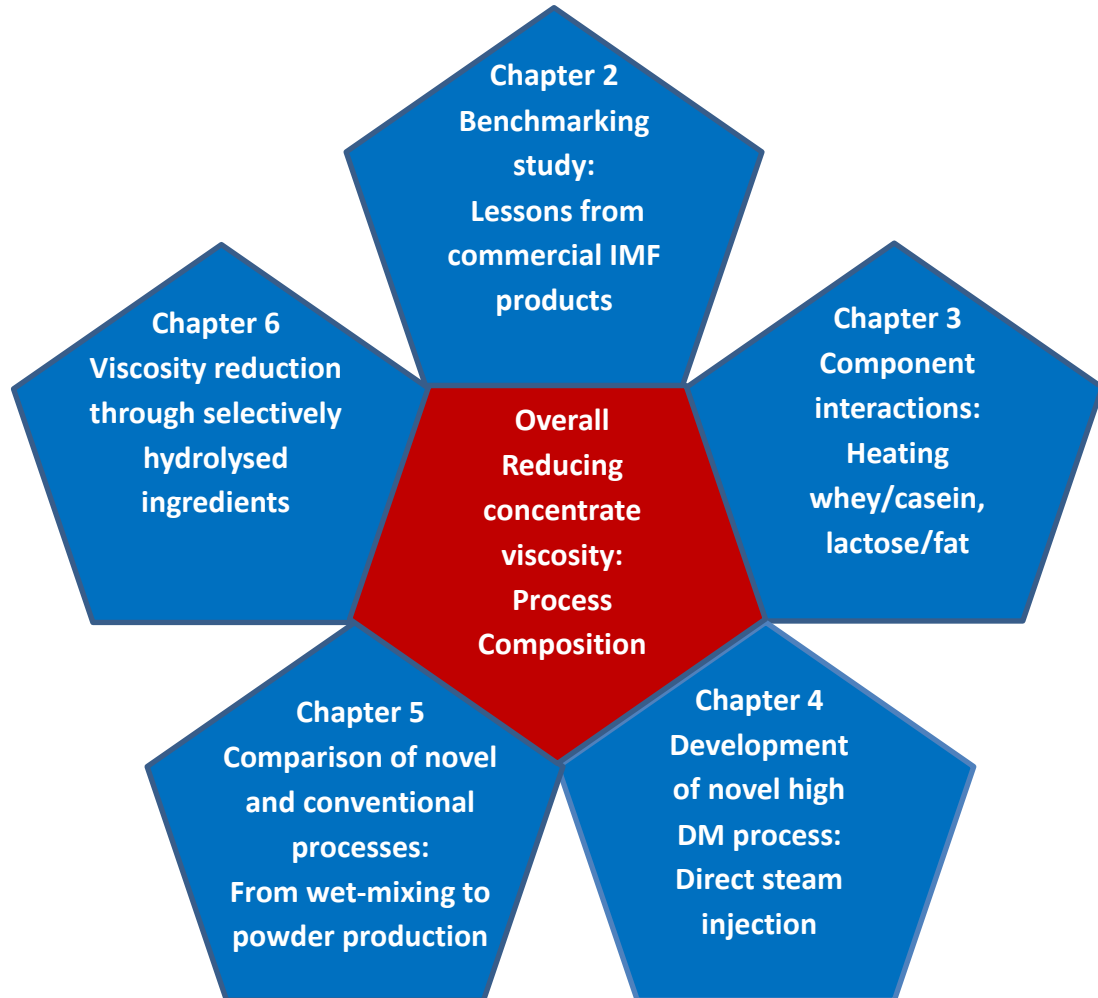 Chapter 2
Benchmarking
study:
Lessons from
commercial IMF
products
Chapter 3
Component
interactions:
Heating
whey/casein,
lactose/fat
Chapter 6
Viscosity reduction
through selectively
hydrolysed
ingredients
Overall
Reducing
concentrate
viscosity:
Process
Composition
Chapter 5
Comparison of novel
and conventional
processes:
From wet-mixing to
powder production
Chapter 4
Development
of novel high
DM process:
Direct steam
injection